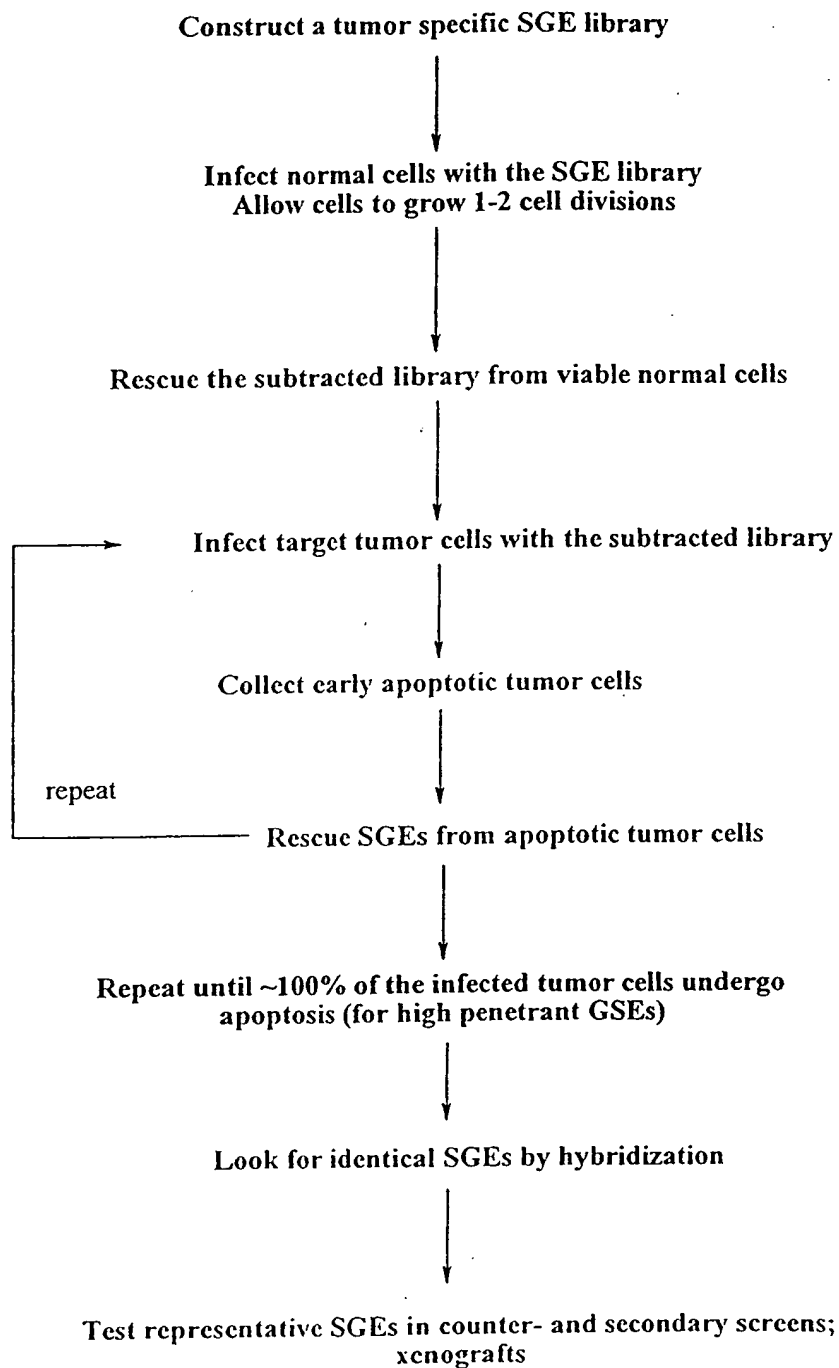 Construct a tumor specific SGE library
Infect normal cells with the SGE library
Allow cells to grow 1-2 cell divisions
Rescue the subtracted library from viable normal cells
Infect target tumor cells with the subtracted library
Collect early apoptotic tumor cells
repeat
Rescue SGEs from apoptotic tumor cells
Repeat until ~100% of the infected tumor cells undergo
apoptosis (for high penetrant GSEs)
Look for identical SGEs by hybridization
Test representative SGEs in counter- and secondary screens;
xenografts